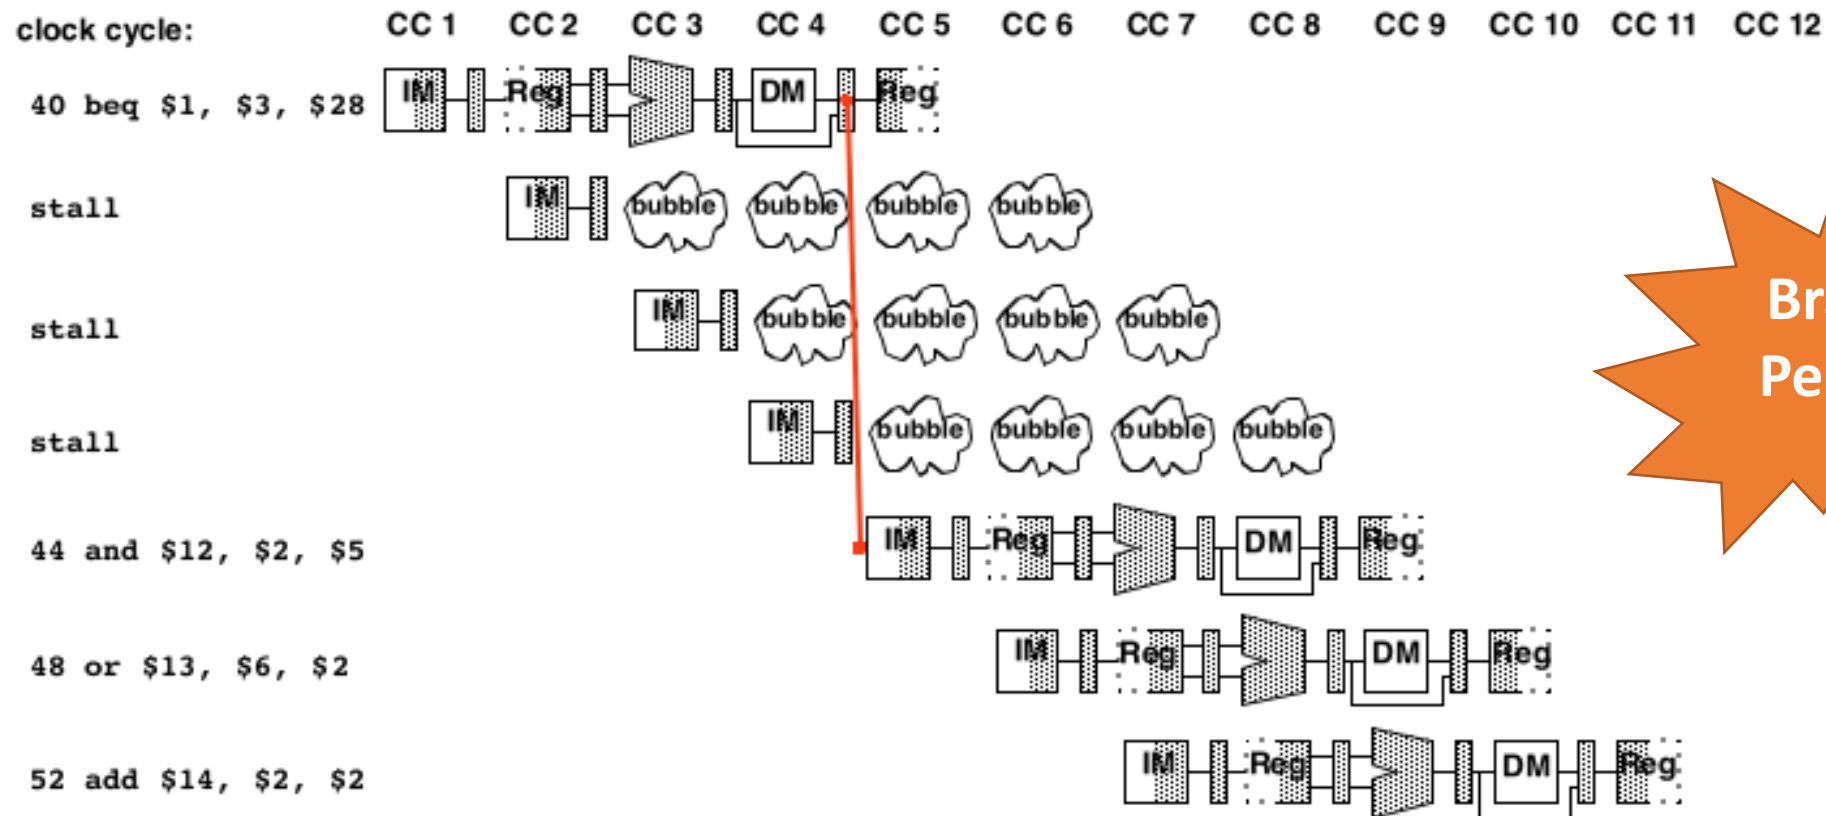 clock cycle: CC 1 CC 2 CC 3 CC 4 CC 5 CC 6 CC 7 CC 8 CC 9 CC 10 CC 11 CC 12
40 beq $1, $3, $28 IM Reg DM Reg
stall IM bubble bubble bubble bubble
stall IM bubble bubble bubble bubble
stall IM bubble bubble bubble bubble
44 and $12, $2, $5 IM Reg DM Reg
48 or $13, $6, $2 IM Reg DM Reg
52 add $14, $2, $2 IM Reg DM Reg